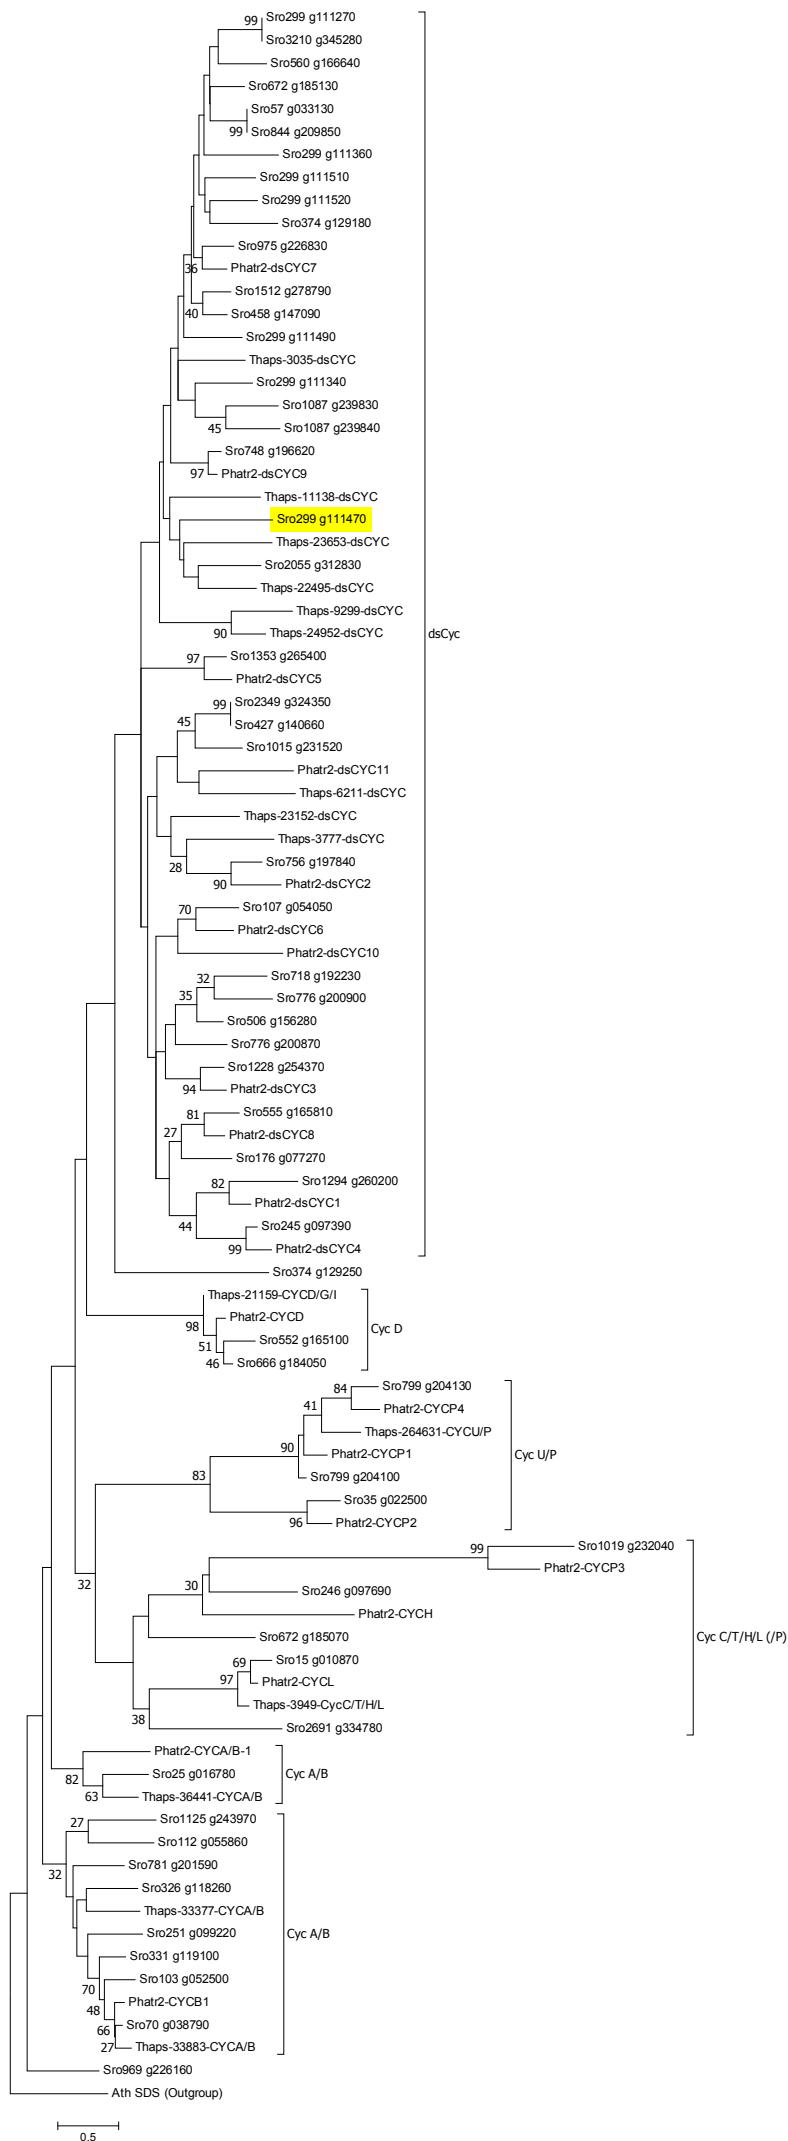 99
Sro299 g111270
Sro3210 g345280
Sro560 g166640
Sro672 g185130
Sro57 g033130
99
Sro844 g209850
Sro299 g111360
Sro299 g111510
Sro299 g111520
Sro374 g129180
Sro975 g226830
36
Phatr2-dsCYC7
Sro1512 g278790
40
Sro458 g147090
Sro299 g111490
Thaps-3035-dsCYC
Sro299 g111340
Sro1087 g239830
45
Sro1087 g239840
Sro748 g196620
97
Phatr2-dsCYC9
Thaps-11138-dsCYC
Sro299 g111470
Thaps-23653-dsCYC
Sro2055 g312830
Thaps-22495-dsCYC
Thaps-9299-dsCYC
90
Thaps-24952-dsCYC
dsCyc
97
Sro1353 g265400
Phatr2-dsCYC5
99
Sro2349 g324350
45
Sro427 g140660
Sro1015 g231520
Phatr2-dsCYC11
Thaps-6211-dsCYC
Thaps-23152-dsCYC
Thaps-3777-dsCYC
28
Sro756 g197840
90
Phatr2-dsCYC2
70
Sro107 g054050
Phatr2-dsCYC6
Phatr2-dsCYC10
32
Sro718 g192230
35
Sro776 g200900
Sro506 g156280
Sro776 g200870
Sro1228 g254370
94
Phatr2-dsCYC3
81
Sro555 g165810
27
Phatr2-dsCYC8
Sro176 g077270
82
Sro1294 g260200
Phatr2-dsCYC1
44
Sro245 g097390
99
Phatr2-dsCYC4
Sro374 g129250
Thaps-21159-CYCD/G/I
98
Phatr2-CYCD
Cyc D
51
Sro552 g165100
46
Sro666 g184050
84
Sro799 g204130
41
Phatr2-CYCP4
Thaps-264631-CYCU/P
90
Phatr2-CYCP1
Cyc U/P
83
Sro799 g204100
Sro35 g022500
96
Phatr2-CYCP2
99
Sro1019 g232040
Phatr2-CYCP3
32
30
Sro246 g097690
Phatr2-CYCH
Sro672 g185070
Cyc C/T/H/L (/P)
69
Sro15 g010870
97
Phatr2-CYCL
Thaps-3949-CycC/T/H/L
38
Sro2691 g334780
Phatr2-CYCA/B-1
82
Sro25 g016780
Cyc A/B
63
Thaps-36441-CYCA/B
27
Sro1125 g243970
Sro112 g055860
32
Sro781 g201590
Sro326 g118260
Thaps-33377-CYCA/B
Sro251 g099220
Cyc A/B
Sro331 g119100
70
Sro103 g052500
48
Phatr2-CYCB1
66
Sro70 g038790
27
Thaps-33883-CYCA/B
Sro969 g226160
Ath SDS (Outgroup)
0.5